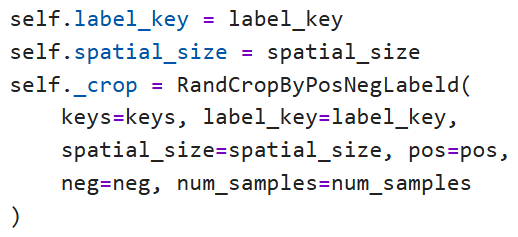 self.label_key = label_key
self.spatial_size = spatial_size
self._crop = RandCropByPosNegLabeld(
    keys=keys, label_key=label_key,
    spatial_size=spatial_size, pos=pos,
    neg=neg, num_samples=num_samples
)